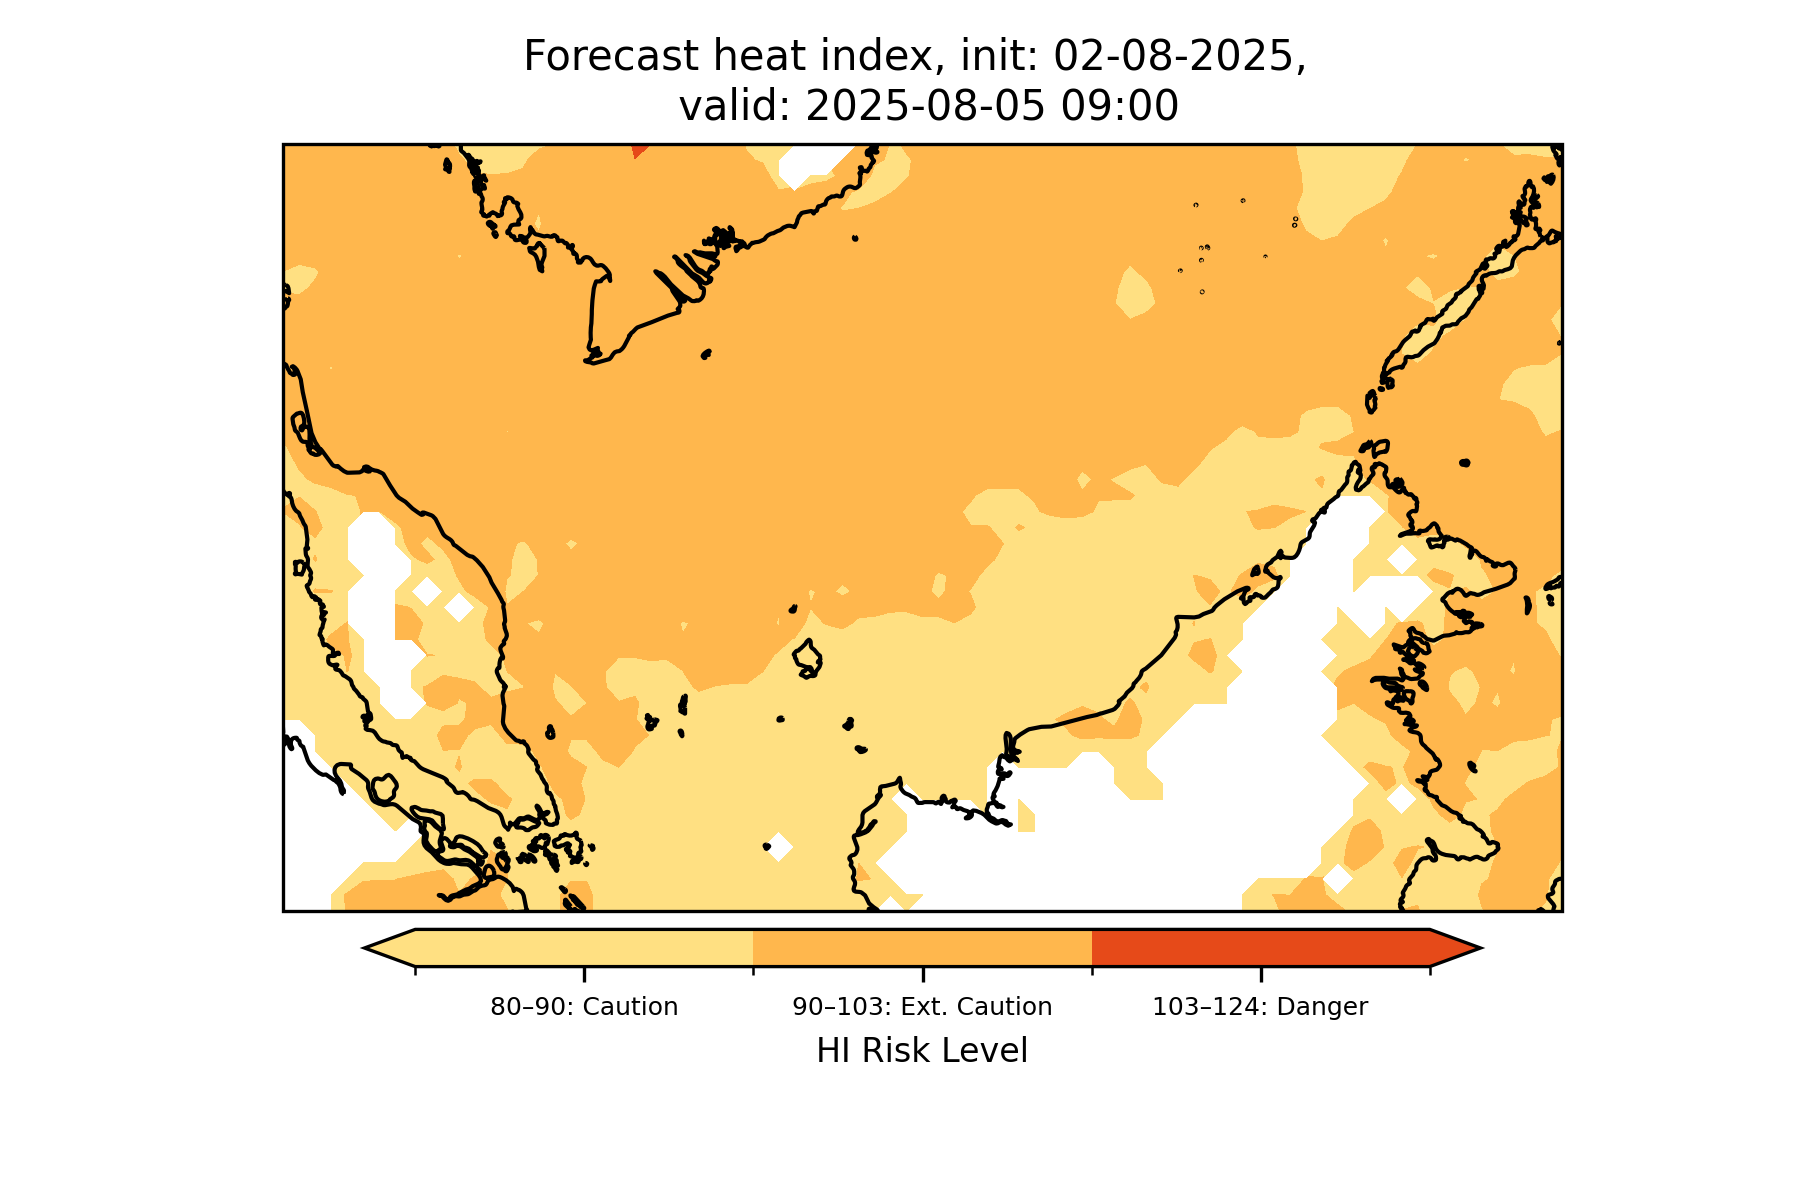 Forecast heat index, init: 02-08-2025,
valid: 2025-08-05 09:00
80–90: Caution
90–103: Ext. Caution
103–124: Danger
HI Risk Level